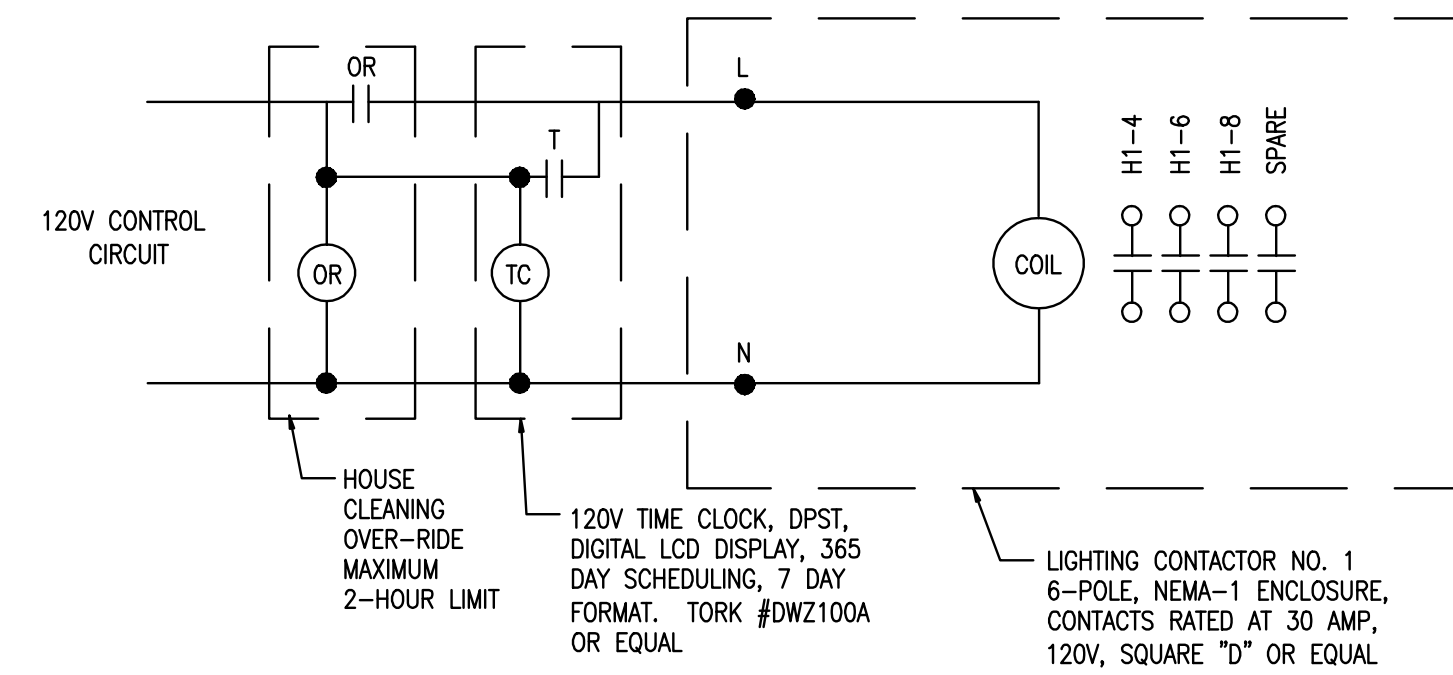 OR
L
T
H1-4
H1-6
H1-8
SPARE
120V CONTROL
CIRCUIT
OR
TC
COIL
N
HOUSE
CLEANING
OVER-RIDE
MAXIMUM
2-HOUR LIMIT
120V TIME CLOCK, DPST,
DIGITAL LCD DISPLAY, 365
DAY SCHEDULING, 7 DAY
FORMAT. TORK #DWZ100A
OR EQUAL
LIGHTING CONTACTOR NO. 1
6-POLE, NEMA-1 ENCLOSURE,
CONTACTS RATED AT 30 AMP,
120V, SQUARE "D" OR EQUAL